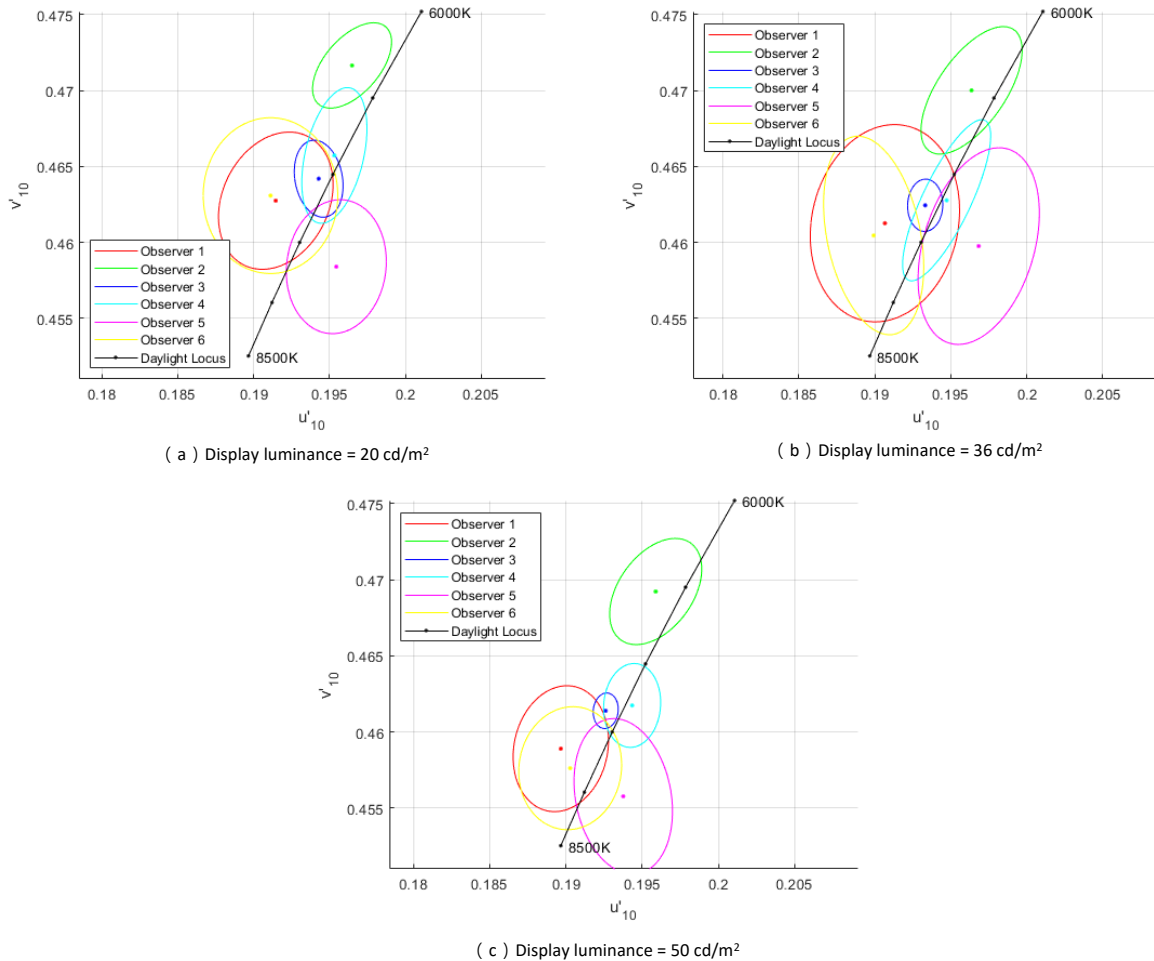 0.475
0.47
0.465
0.46
0.455
v'10
0.18
0.185
0.19
0.195
0.2
0.205
u'10
6000K
8500K
Observer 1
Observer 2
Observer 3
Observer 4
Observer 5
Observer 6
Daylight Locus
（a）Display luminance = 20 cd/m²
0.475
0.47
0.465
0.46
0.455
v'10
0.18
0.185
0.19
0.195
0.2
0.205
u'10
6000K
8500K
Observer 1
Observer 2
Observer 3
Observer 4
Observer 5
Observer 6
Daylight Locus
（b）Display luminance = 36 cd/m²
0.475
0.47
0.465
0.46
0.455
v'10
0.18
0.185
0.19
0.195
0.2
0.205
u'10
6000K
8500K
Observer 1
Observer 2
Observer 3
Observer 4
Observer 5
Observer 6
Daylight Locus
（c）Display luminance = 50 cd/m²